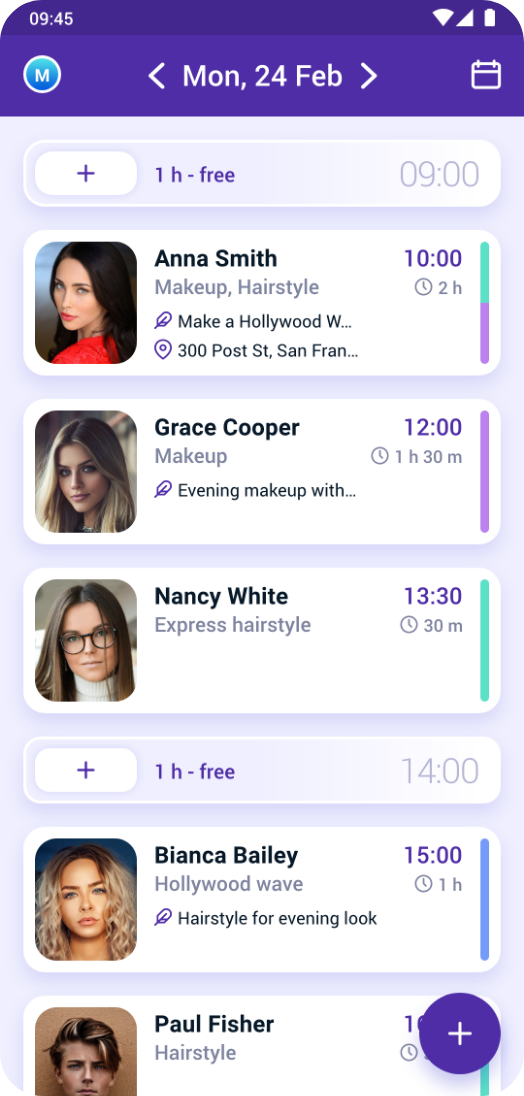 09:45
M
Mon, 24 Feb
+ 1 h - free 09:00
Anna Smith 10:00
Makeup, Hairstyle 2 h
Make a Hollywood W...
300 Post St, San Fran...
Grace Cooper 12:00
Makeup 1 h 30 m
Evening makeup with...
Nancy White 13:30
Express hairstyle 30 m
+ 1 h - free 14:00
Bianca Bailey 15:00
Hollywood wave 1 h
Hairstyle for evening look
Paul Fisher
Hairstyle
+